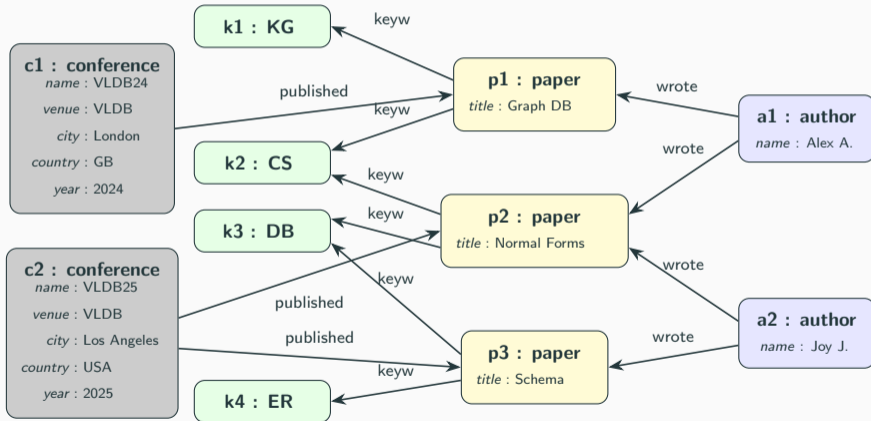 k1 : KG
keyw
c1 : conference
name : VLDB24
venue : VLDB
city : London
country : GB
year : 2024
published
keyw
p1 : paper
title : Graph DB
wrote
a1 : author
name : Alex A.
wrote
k2 : CS
keyw
k3 : DB
keyw
p2 : paper
title : Normal Forms
c2 : conference
name : VLDB25
venue : VLDB
city : Los Angeles
country : USA
year : 2025
published
keyw
published
wrote
a2 : author
name : Joy J.
wrote
p3 : paper
title : Schema
keyw
k4 : ER